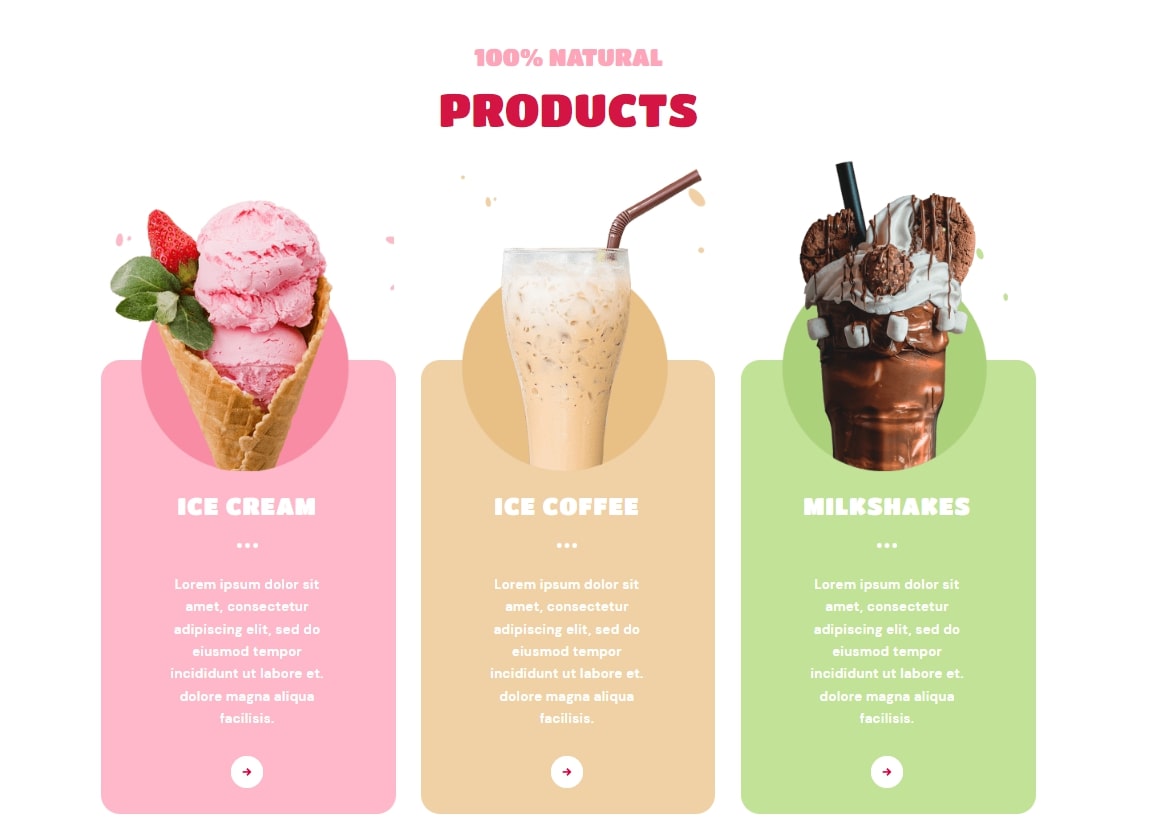 100% NATURAL
PRODUCTS
ICE CREAM
Lorem ipsum dolor sit
amet, consectetur
adipiscing elit, sed do
eiusmod tempor
incididunt ut labore et.
dolore magna aliqua
facilisis.
ICE COFFEE
Lorem ipsum dolor sit
amet, consectetur
adipiscing elit, sed do
eiusmod tempor
incididunt ut labore et.
dolore magna aliqua
facilisis.
MILKSHAKES
Lorem ipsum dolor sit
amet, consectetur
adipiscing elit, sed do
eiusmod tempor
incididunt ut labore et.
dolore magna aliqua
facilisis.